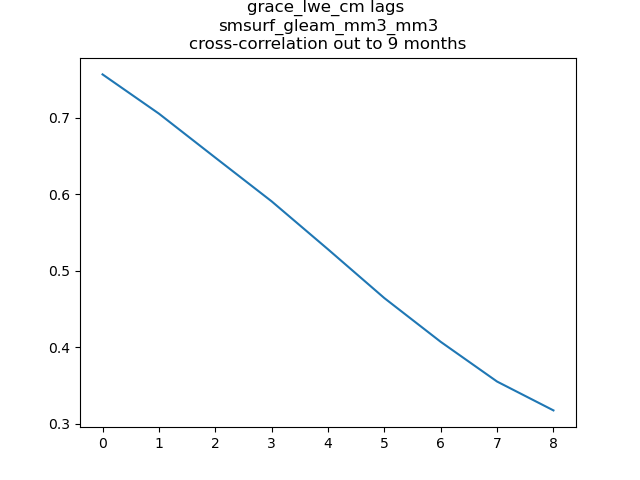 grace_lwe_cm lags
smsurf_gleam_mm3_mm3
cross-correlation out to 9 months
0.7
0.6
0.5
0.4
0.3
0 1 2 3 4 5 6 7 8